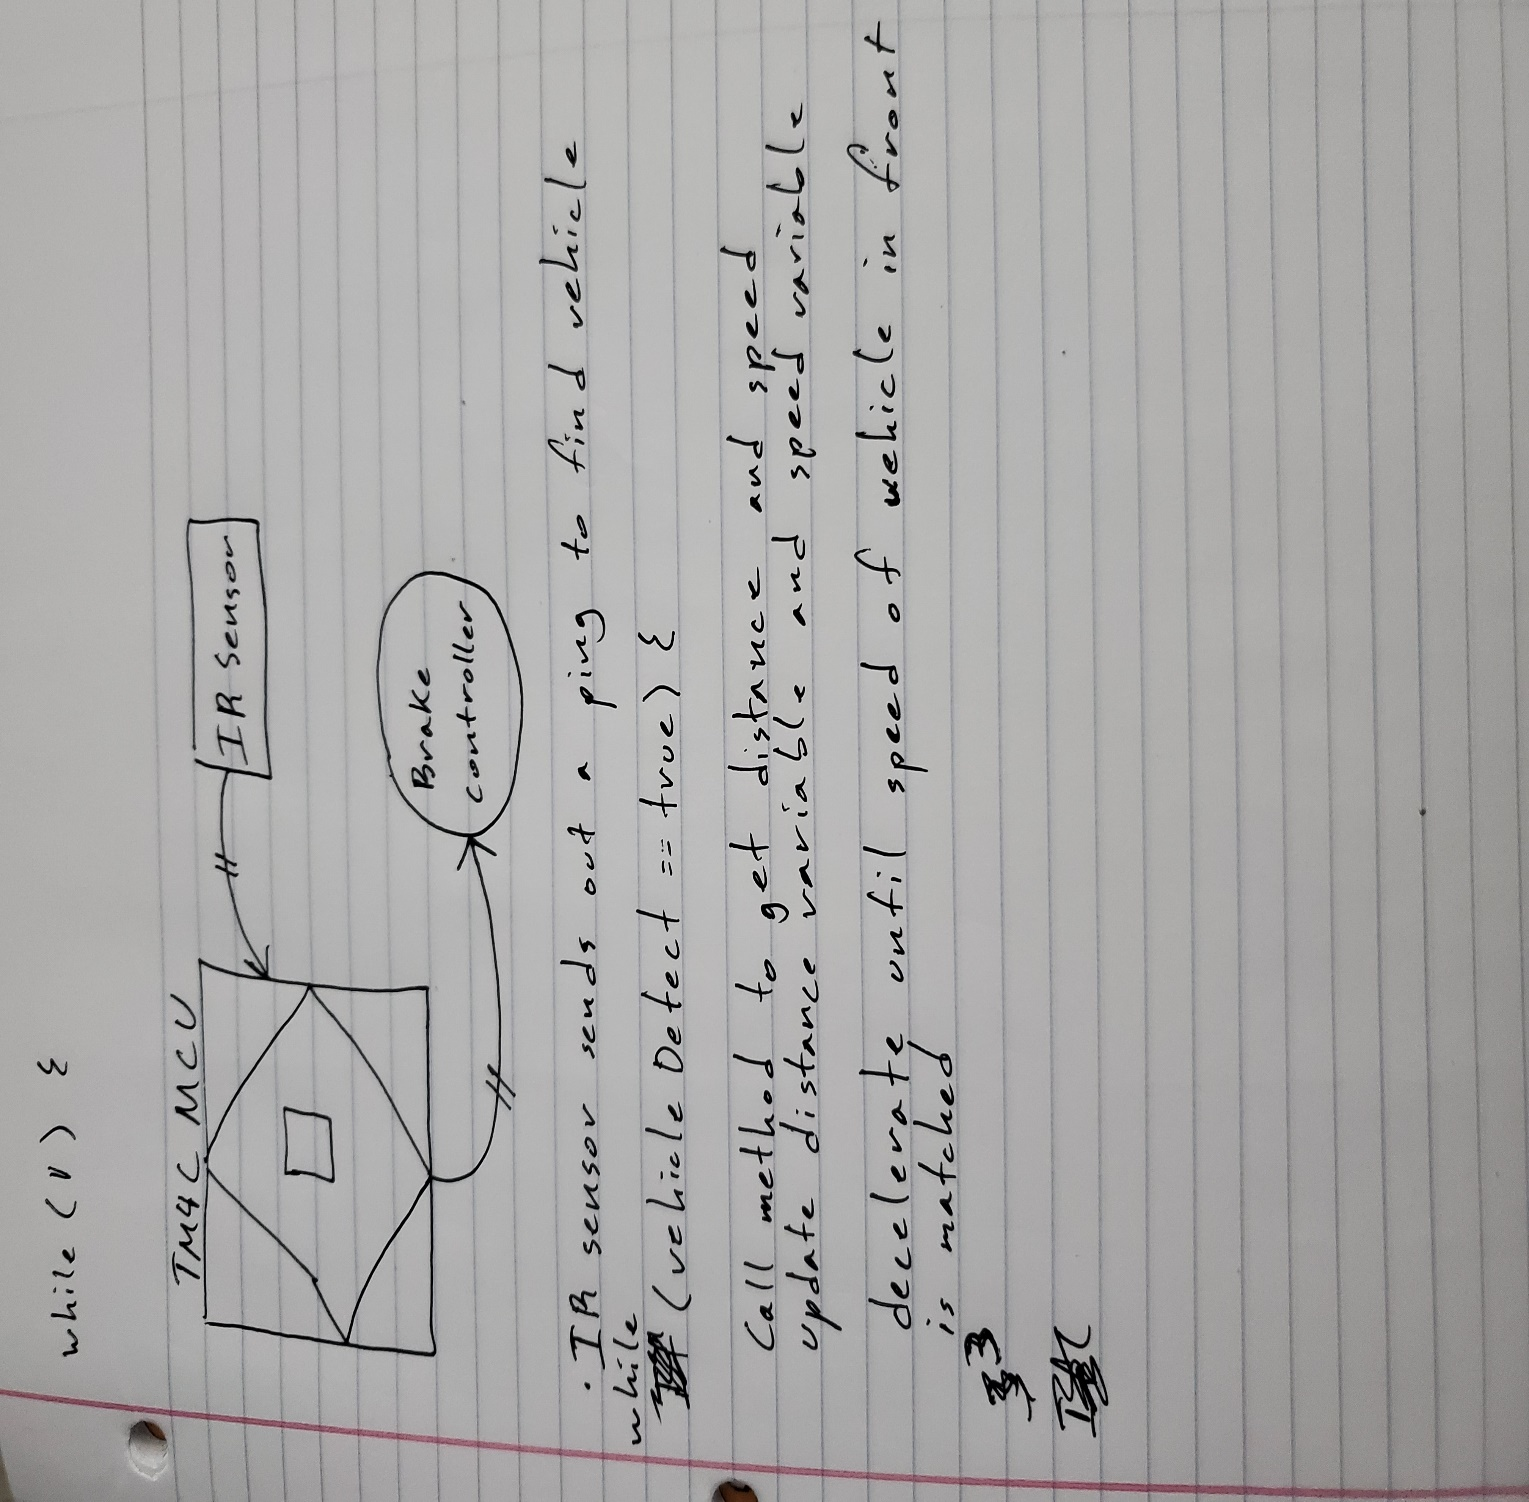 while (1) {
TM4C MCU
IR Sensor
Brake
controller
· IR sensor sends out a ping to find vehicle
while
(vehicle Detect == true) {
Call method to get distance and speed
update distance variable and speed variable
decelerate until speed of vehicle in front
is matched
}